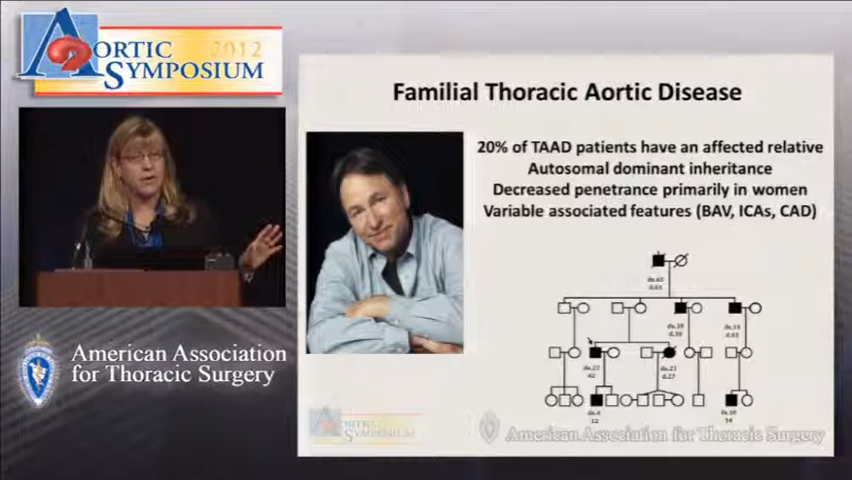 AORTIC 2012
SYMPOSIUM
Familial Thoracic Aortic Disease
20% of TAAD patients have an affected relative
Autosomal dominant inheritance
Decreased penetrance primarily in women
Variable associated features (BAV, ICAs, CAD)
American Association
for Thoracic Surgery
AORTIC
SYMPOSIUM
American Association for Thoracic Surgery